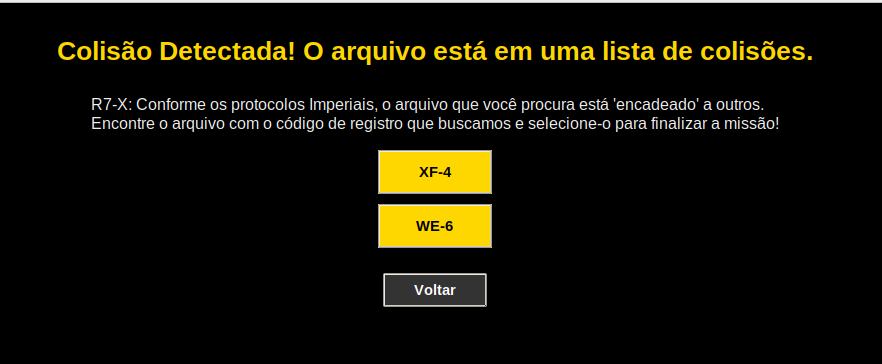 Colisão Detectada! O arquivo está em uma lista de colisões.
R7-X: Conforme os protocolos Imperiais, o arquivo que você procura está 'encadeado' a outros.
Encontre o arquivo com o código de registro que buscamos e selecione-o para finalizar a missão!
XF-4
WE-6
Voltar